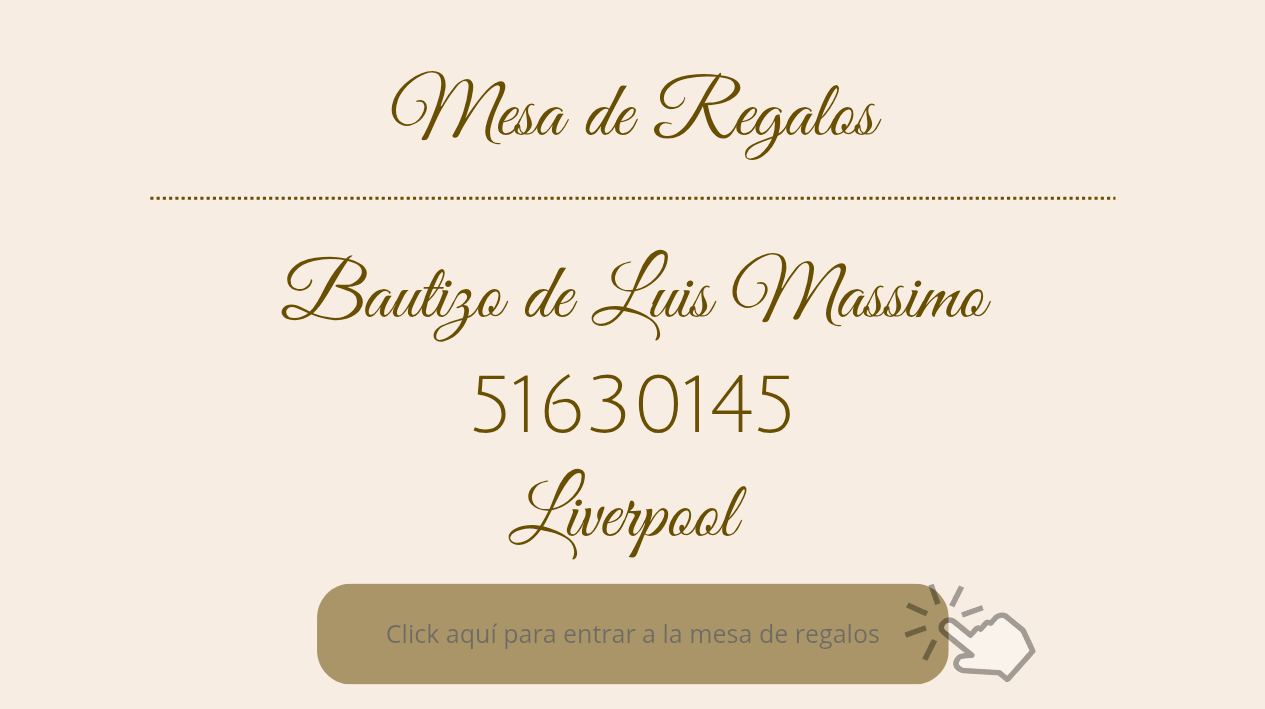 Mesa de Regalos
Bautizo de Luis Massimo
51630145
Liverpool
Click aquí para entrar a la mesa de regalos